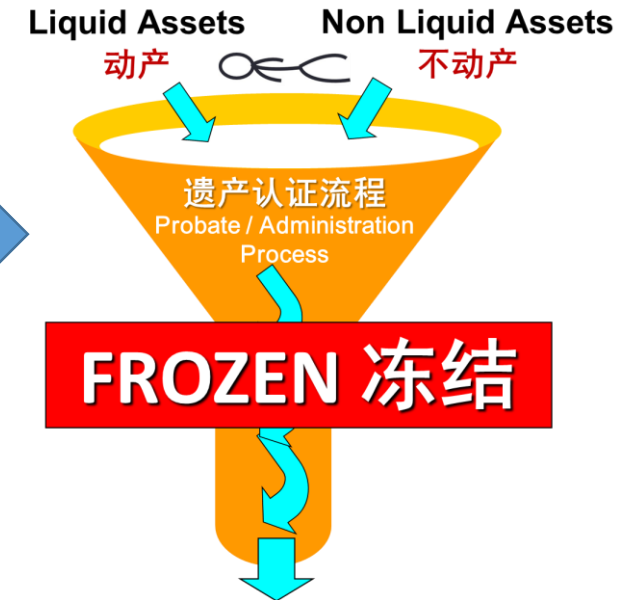 Liquid Assets
动产
Non Liquid Assets
不动产
遗产认证流程
Probate / Administration
Process
FROZEN 冻结